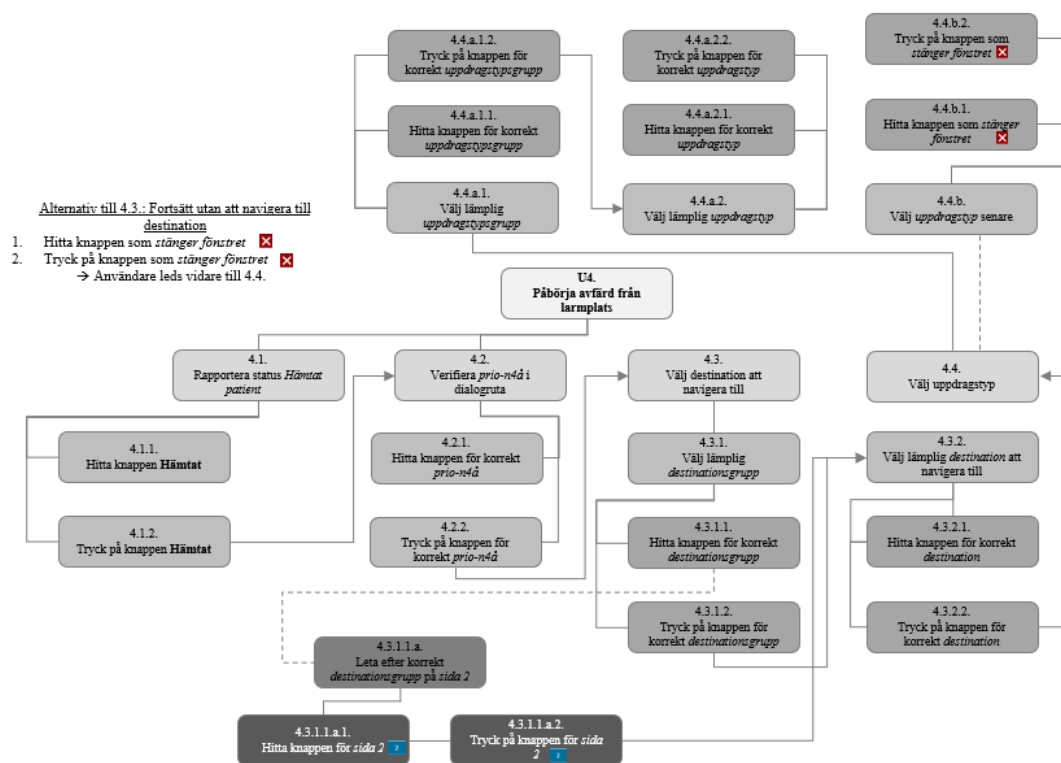 4.4.a.1.2.
Tryck på knappen för
korrekt uppdragstypsgrupp
4.4.a.2.2.
Tryck på knappen för
korrekt uppdragstyp
4.4.b.2.
Tryck på knappen som
stänger fönstret
4.4.a.1.1.
Hitta knappen för korrekt
uppdragstypsgrupp
4.4.a.2.1.
Hitta knappen för korrekt
uppdragstyp
4.4.b.1.
Hitta knappen som stänger
fönstret
4.4.a.1.
Välj lämplig
uppdragstypsgrupp
4.4.a.2.
Välj lämplig uppdragstyp
4.4.b.
Välj uppdragstyp senare
Alternativ till 4.3.: Fortsätt utan att navigera till
destination
1. Hitta knappen som stänger fönstret
2. Tryck på knappen som stänger fönstret
→ Användare leds vidare till 4.4.
U4.
Påbörja avfärd från
larmplats
4.1.
Rapportera status Hämtat
patient
4.2.
Verifiera prio-n4å i
dialogruta
4.3.
Välj destination att
navigera till
4.4.
Välj uppdragstyp
4.1.1.
Hitta knappen Hämtat
4.2.1.
Hitta knappen för korrekt
prio-n4å
4.3.1.
Välj lämplig
destinationsgrupp
4.3.2.
Välj lämplig destination att
navigera till
4.1.2.
Tryck på knappen Hämtat
4.2.2.
Tryck på knappen för
korrekt prio-n4å
4.3.1.1.
Hitta knappen för korrekt
destinationsgrupp
4.3.2.1.
Hitta knappen för korrekt
destination
4.3.1.2.
Tryck på knappen för
korrekt destinationsgrupp
4.3.2.2.
Tryck på knappen för
korrekt destination
4.3.1.1.a.
Leta efter korrekt
destinationsgrupp på sida 2
4.3.1.1.a.1.
Hitta knappen för sida 2 2
4.3.1.1.a.2.
Tryck på knappen för sida
2 2